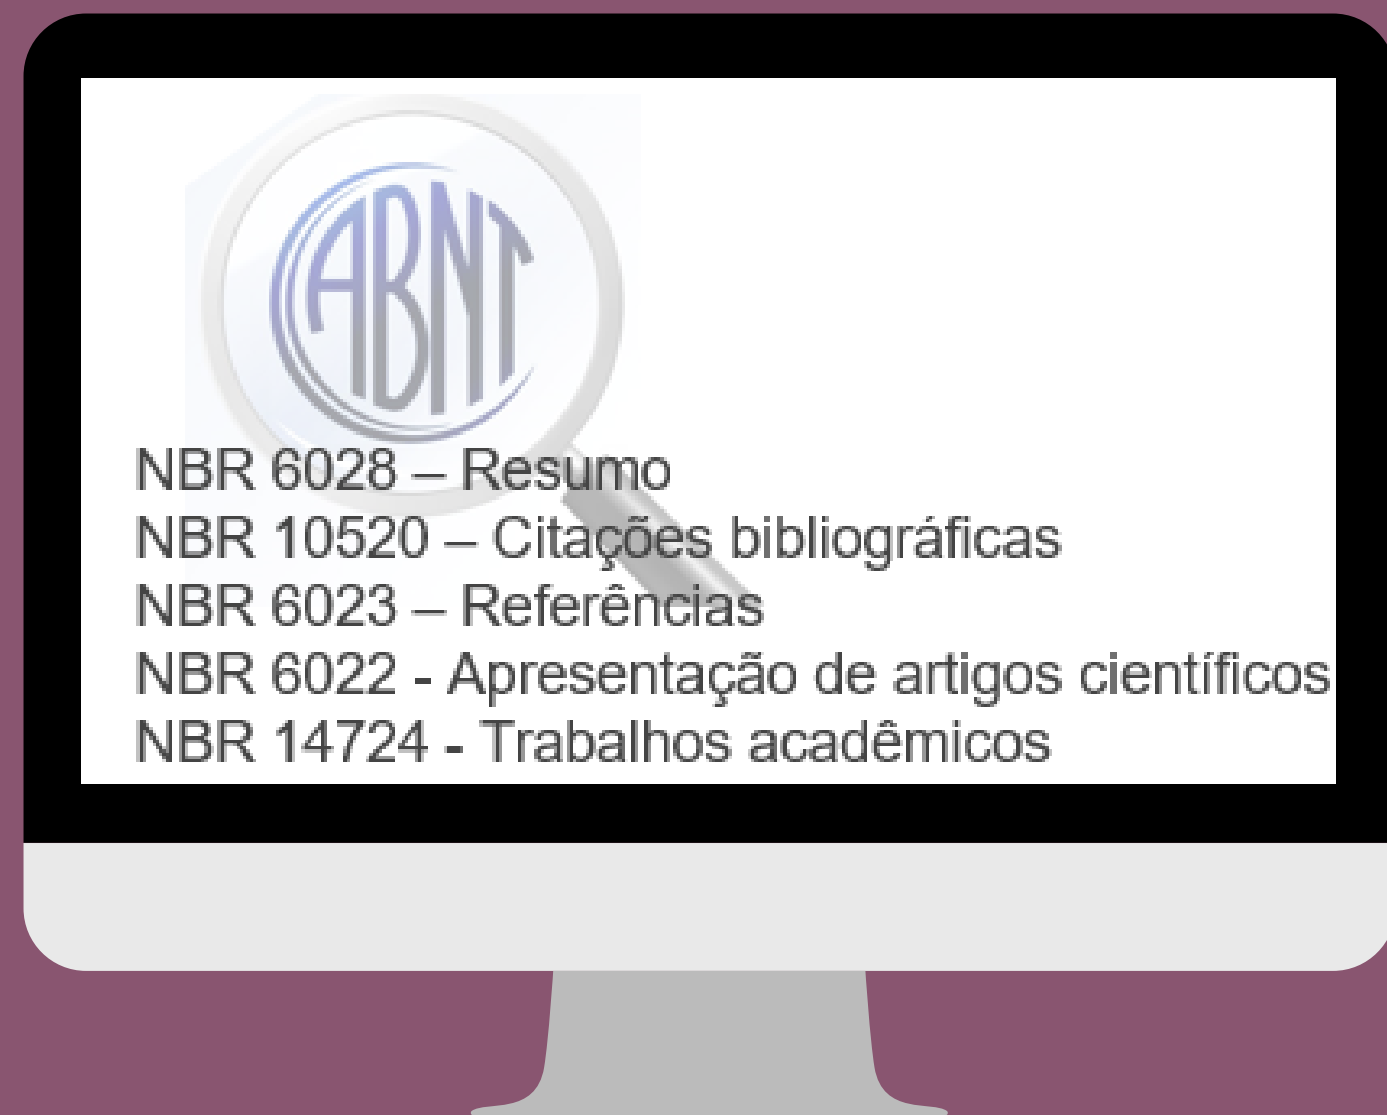 ABNT
NBR 6028 – Resumo
NBR 10520 – Citações bibliográficas
NBR 6023 – Referências
NBR 6022 - Apresentação de artigos científicos
NBR 14724 - Trabalhos acadêmicos